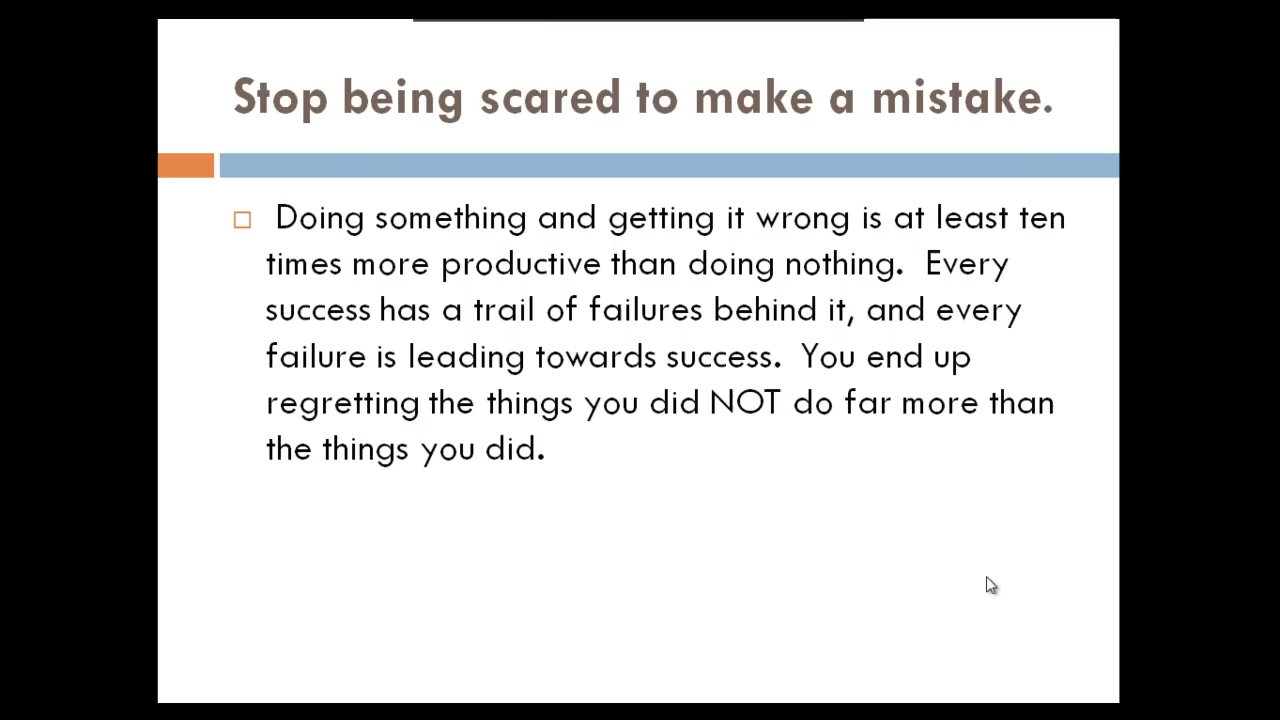 Stop being scared to make a mistake.
Doing something and getting it wrong is at least ten
times more productive than doing nothing.  Every
success has a trail of failures behind it, and every
failure is leading towards success.  You end up
regretting the things you did NOT do far more than
the things you did.